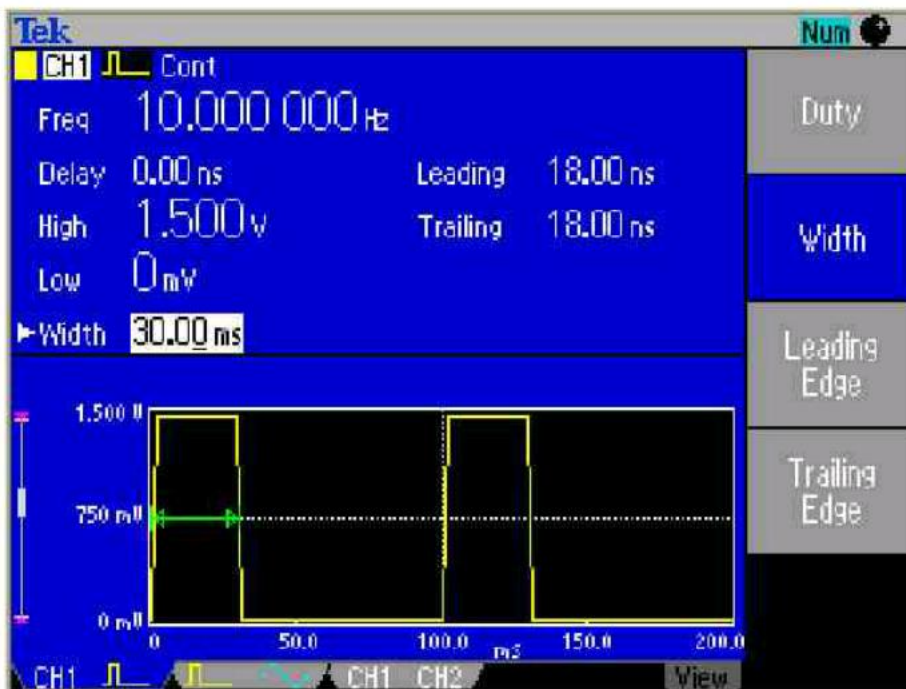 Tek
Num
CH1 Cont
Freq 10.000 000 Hz
Delay 0.00 ns
Leading 18.00 ns
High 1.500 V
Trailing 18.00 ns
Low 0 mV
Width 30.00 ms
Duty
Width
Leading
Edge
Trailing
Edge
1.500 V
750 mV
0 mV
0 50.0 100.0 150.0 200.0
ms
CH1
CH1 CH2
View